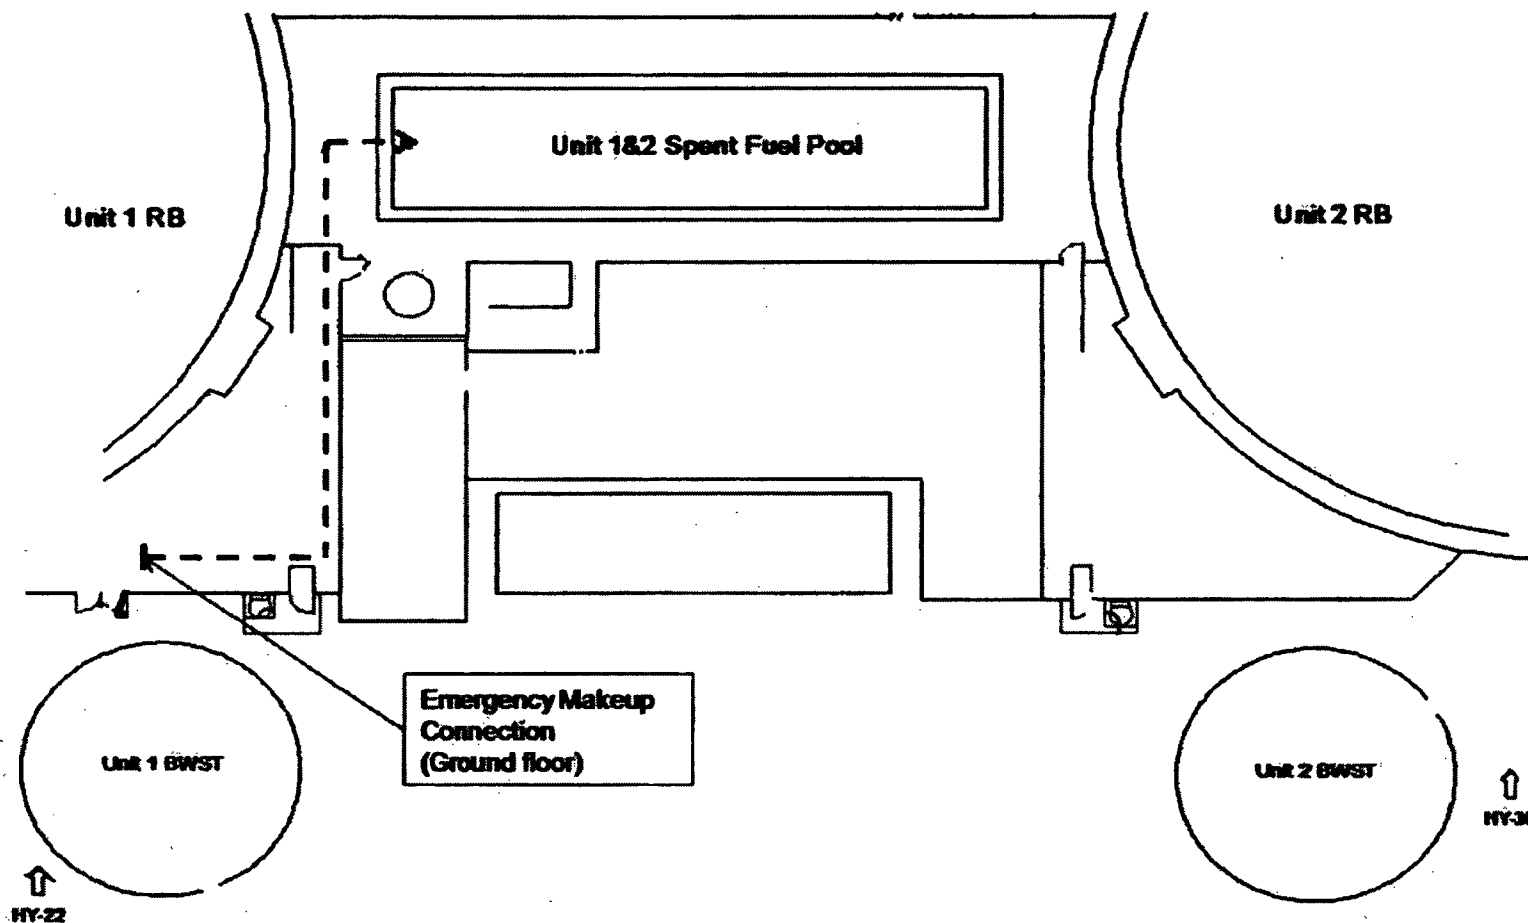 Unit 1&2 Spent Fuel Pool
Unit 1 RB
Unit 2 RB
Emergency Makeup
Connection
(Ground floor)
Unit 1 BWST
Unit 2 BWST
HY-22